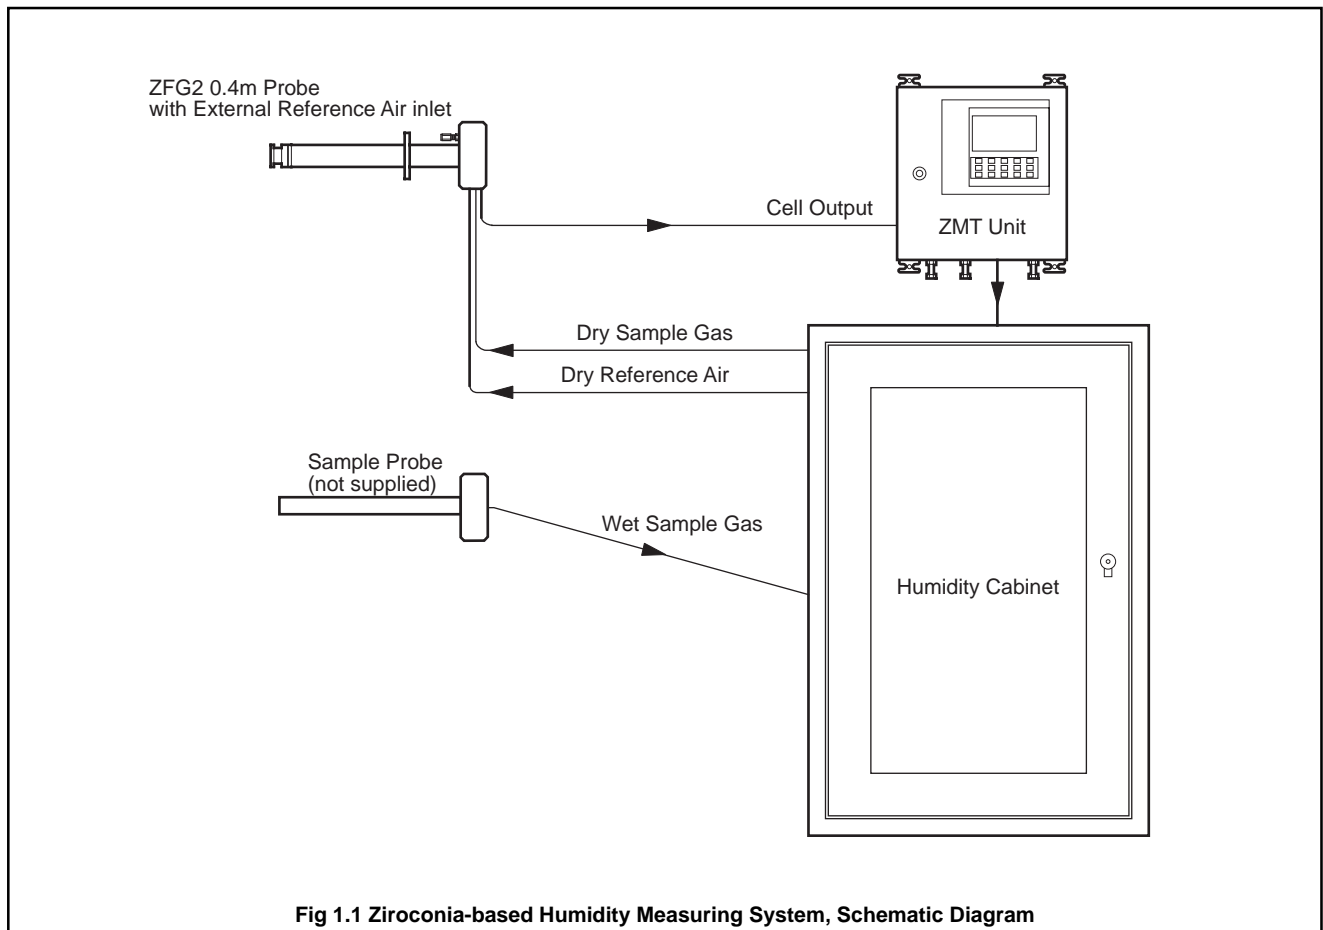 ZFG2 0.4m Probe
with External Reference Air inlet
Cell Output
ZMT Unit
Dry Sample Gas
Dry Reference Air
Sample Probe
(not supplied)
Wet Sample Gas
Humidity Cabinet
Fig 1.1 Ziroconia-based Humidity Measuring System, Schematic Diagram